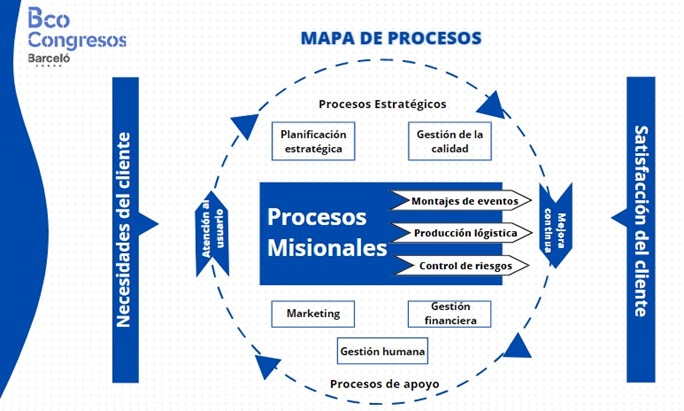 Bco
Congresos
Barceló
MAPA DE PROCESOS
Necesidades del cliente
Procesos Estratégicos
Planificación
estratégica
Gestión de la
calidad
Atención al
usuario
Procesos
Misionales
Montajes de eventos
Producción lógistica
Control de riesgos
Mejora
continua
Satisfacción del cliente
Marketing
Gestión
financiera
Gestión humana
Procesos de apoyo